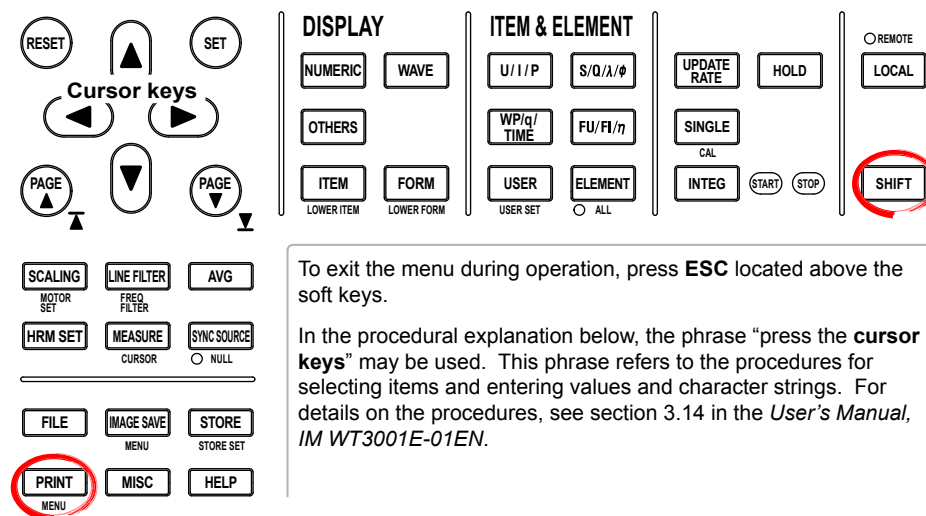 RESET
SET
Cursor keys
PAGE
PAGE
DISPLAY
NUMERIC WAVE
OTHERS
ITEM FORM
LOWER ITEM LOWER FORM
ITEM & ELEMENT
U / I / P S/Q/λ/ϕ
WP/q/
TIME
FU/FI/η
USER ELEMENT
USER SET ALL
UPDATE
RATE
HOLD
SINGLE
CAL
INTEG START STOP
REMOTE
LOCAL
SHIFT
SCALING LINE FILTER AVG
MOTOR
SET
FREQ
FILTER
HRM SET MEASURE SYNC SOURCE
CURSOR NULL
FILE IMAGE SAVE STORE
MENU STORE SET
PRINT MISC HELP
MENU
To exit the menu during operation, press ESC located above the
soft keys.
In the procedural explanation below, the phrase “press the cursor
keys” may be used.  This phrase refers to the procedures for
selecting items and entering values and character strings.  For
details on the procedures, see section 3.14 in the User’s Manual,
IM WT3001E-01EN.